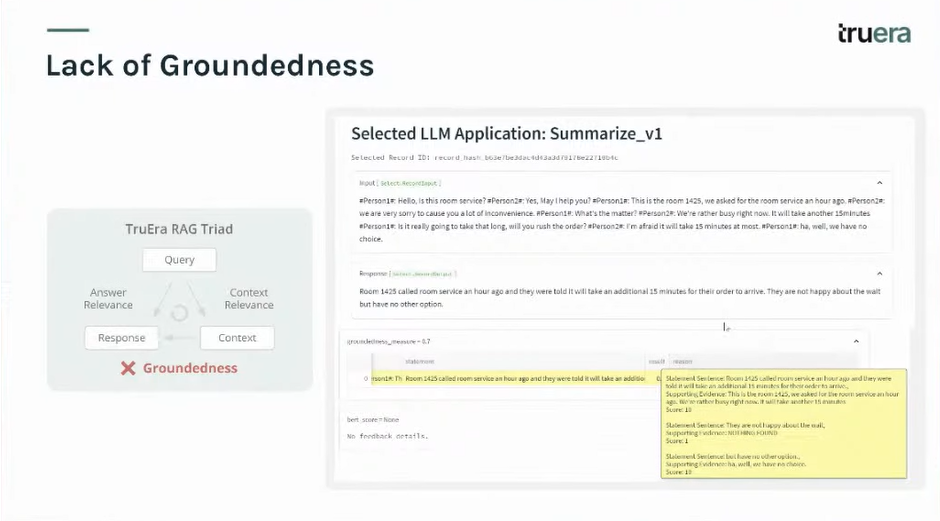 truera
Lack of Groundedness
TruEra RAG Triad
Query
Answer
Relevance
Context
Relevance
Response
Context
Groundedness
Selected LLM Application: Summarize_v1
Selected Record ID:
Input [ Select.RecordInput ]
#Person1#: Hello, is this room service? #Person2#: Yes, May I help you? #Person1#: This is the room 1425, we asked for the room service an hour ago. #Person2#:
we are very sorry to cause you a lot of inconvenience. #Person1#: What's the matter? #Person2#: We're rather busy right now. It will take another 15minutes
#Person1#: Is it really going to take that long, will you rush the order? #Person2#: I'm afraid it will take 15 minutes at most. #Person1#: ha, well, we have no
choice.
Response [ Select.RecordOutput ]
Room 1425 called room service an hour ago and they were told it will take an additional 15 minutes for their order to arrive. They are not happy about the wait
but have no other option.
groundedness_measure = 0.7
statement
result
reason
0
rson1#: Th
Room 1425 called room service an hour ago and they were told it will take an additio
0.
Statement Sentence: Room 1425 called room service an hour ago and they were
told it will take an additional 15 minutes for their order to arrive.,
Supporting Evidence: This is the room 1425, we asked for the room service an hour
ago. We're rather busy right now. It will take another 15minutes
Score: 10
Statement Sentence: They are not happy about the wait,
Supporting Evidence: NOTHING FOUND
Score: 1
Statement Sentence: but have no other option.,
Supporting Evidence: ha, well, we have no choice.
Score: 10
bert_score = None
No feedback details.